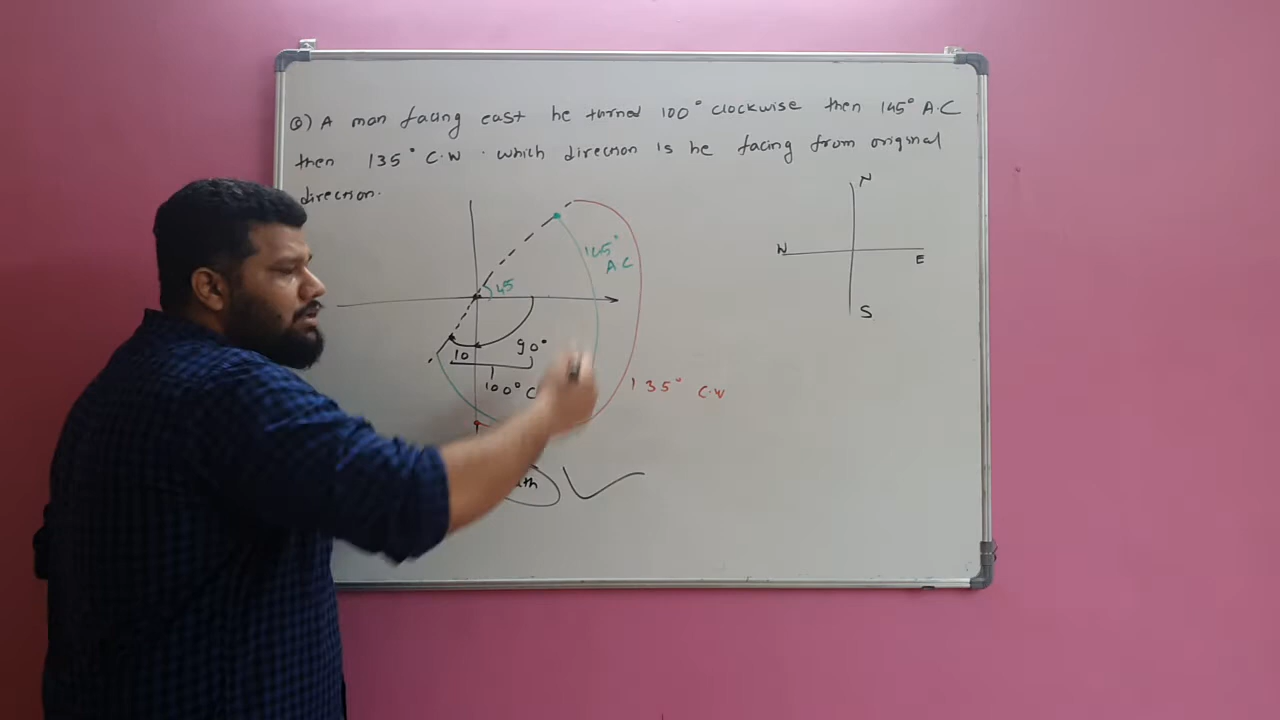 Q) A man facing east he turned 100° clockwise then 145° A.C
then 135° C.W. which direction is he facing from original
direction.
N
W
E
S
145°
A C
45
90°
10
100° C
135° C.W